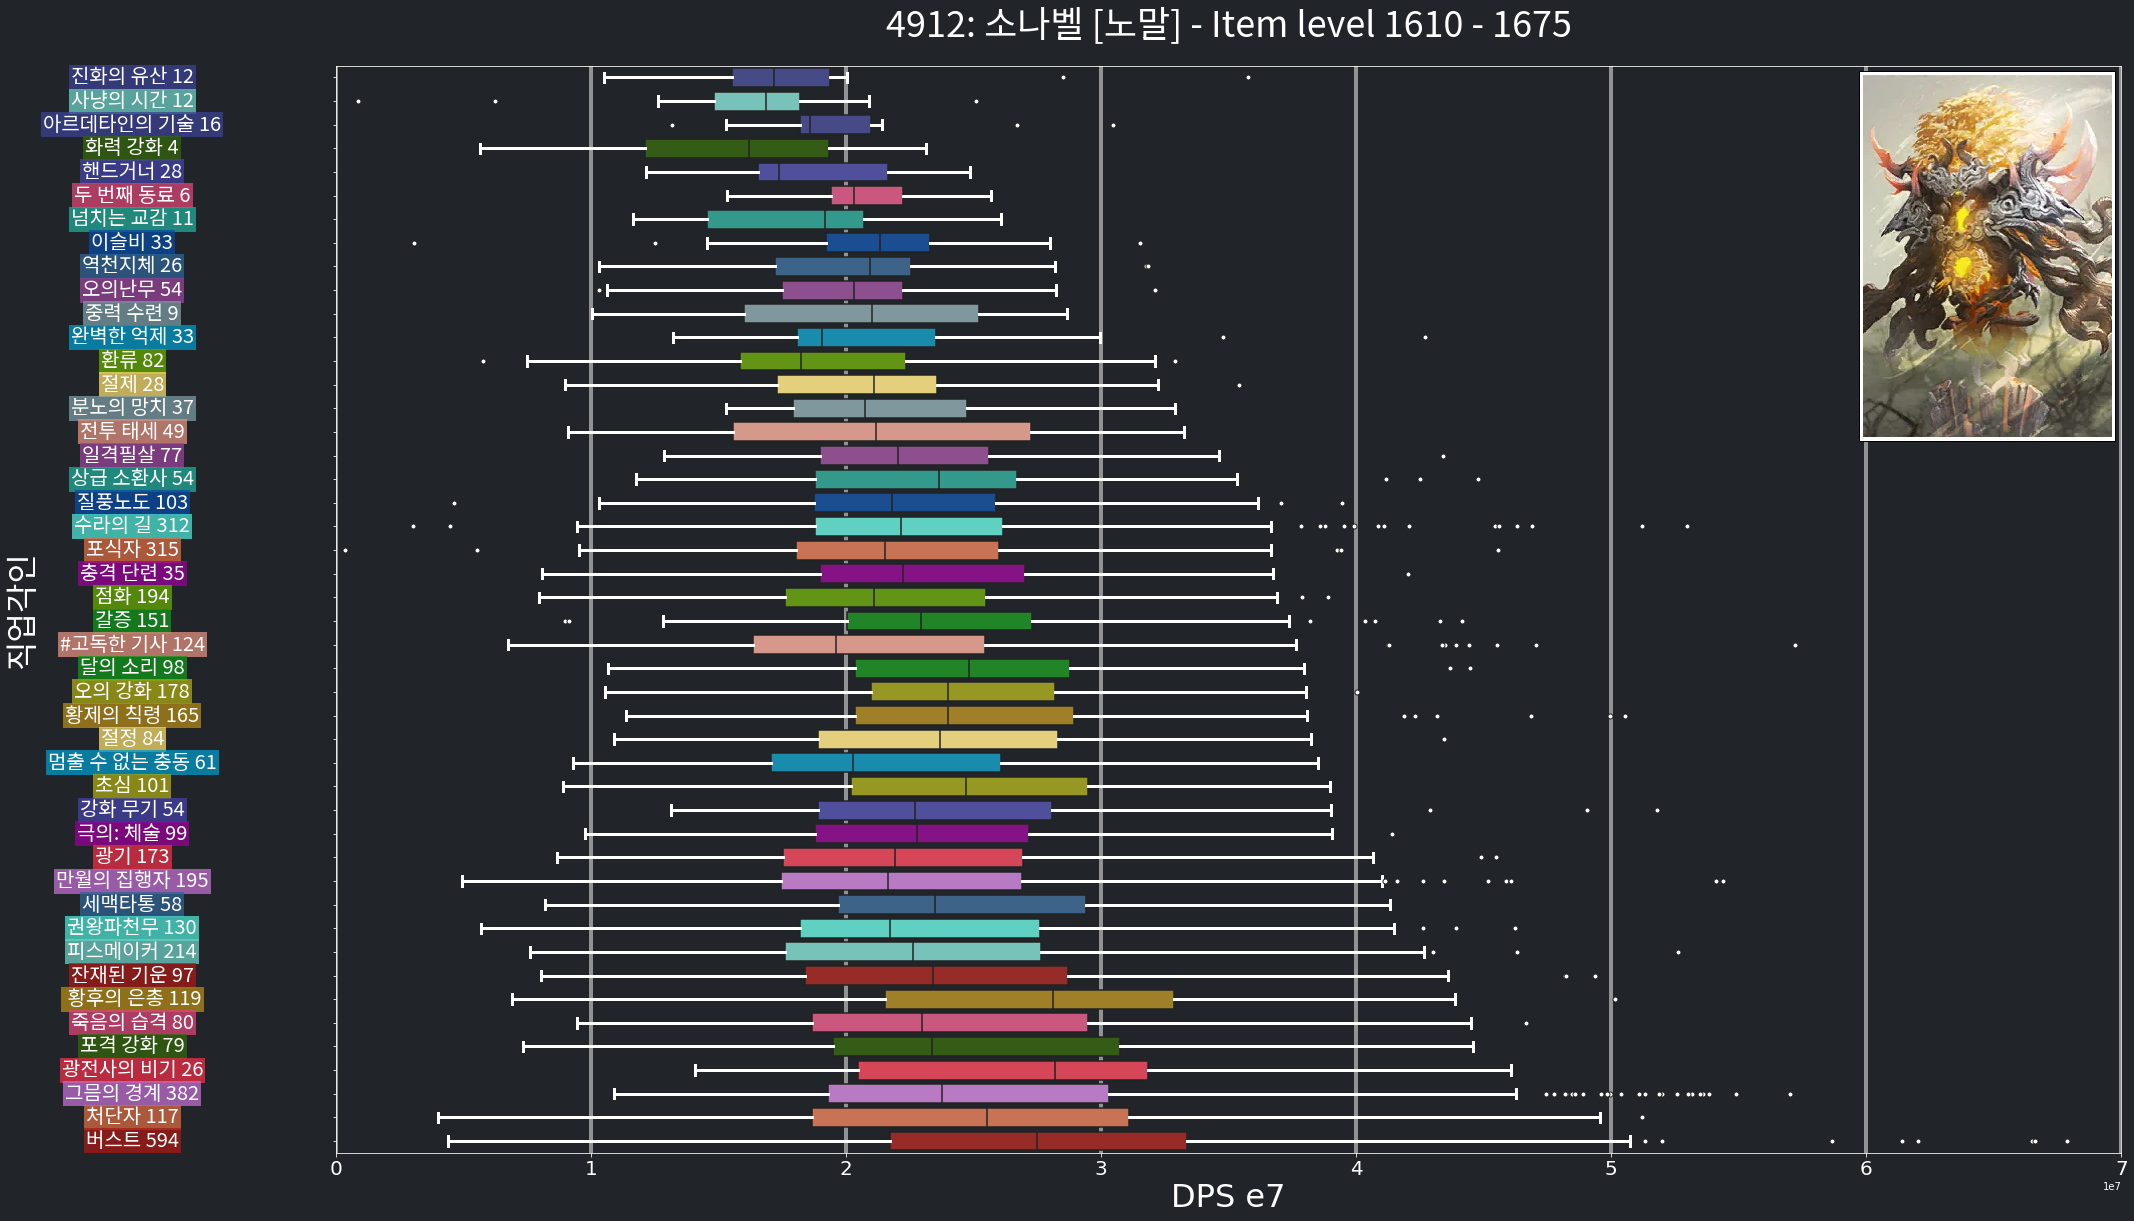 4912: 소나벨 [노말] - Item level 1610 - 1675
직업각인
진화의 유산 12
사냥의 시간 12
아르데타인의 기술 16
화력 강화 4
핸드거너 28
두 번째 동료 6
넘치는 교감 11
이슬비 33
역천지체 26
오의난무 54
중력 수련 9
완벽한 억제 33
환류 82
절제 28
분노의 망치 37
전투 태세 49
일격필살 77
상급 소환사 54
질풍노도 103
수라의 길 312
포식자 315
충격 단련 35
점화 194
갈증 151
#고독한 기사 124
달의 소리 98
오의 강화 178
황제의 칙령 165
절정 84
멈출 수 없는 충동 61
초심 101
강화 무기 54
극의: 체술 99
광기 173
만월의 집행자 195
세맥타통 58
권왕파천무 130
피스메이커 214
잔재된 기운 97
황후의 은총 119
죽음의 습격 80
포격 강화 79
광전사의 비기 26
그믐의 경계 382
처단자 117
버스트 594
0 1 2 3 4 5 6 7
1e7
DPS e7